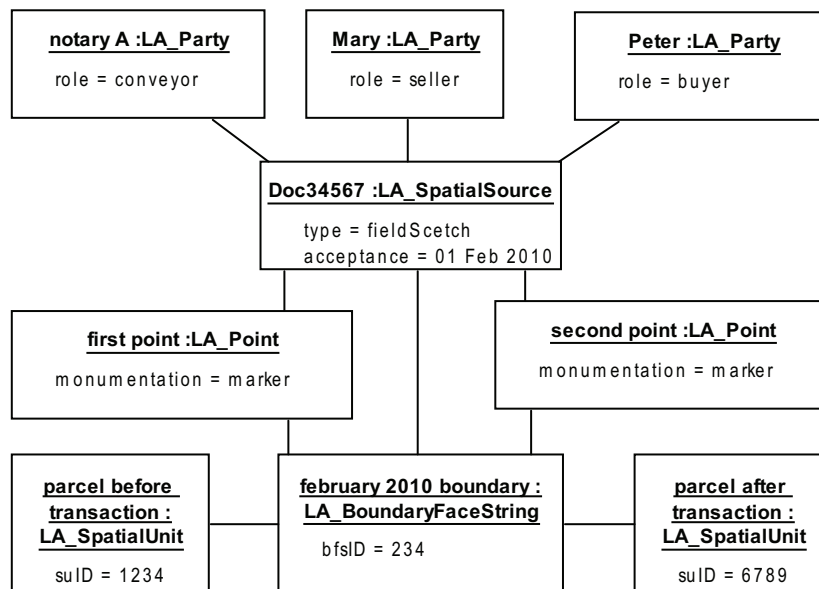 notary A :LA_Party
role = conveyor
Mary :LA_Party
role = seller
Peter :LA_Party
role = buyer
Doc34567 :LA_SpatialSource
type = fieldScetch
acceptance = 01 Feb 2010
first point :LA_Point
monumentation = marker
second point :LA_Point
monumentation = marker
parcel before
transaction :
LA_SpatialUnit
suID = 1234
february 2010 boundary :
LA_BoundaryFaceString
bfsID = 234
parcel after
transaction :
LA_SpatialUnit
suID = 6789